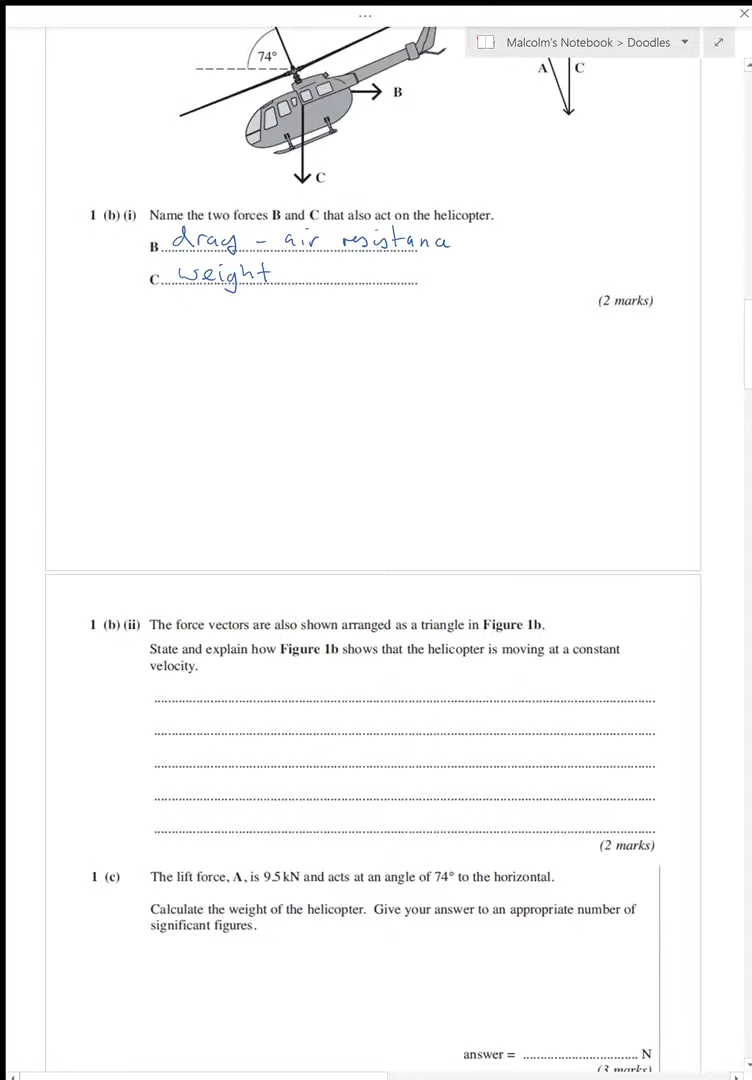 ...
Malcolm's Notebook > Doodles
74°
A C
B
C
1 (b) (i) Name the two forces B and C that also act on the helicopter.
B drag - air resistance
C weight
(2 marks)
1 (b) (ii) The force vectors are also shown arranged as a triangle in Figure 1b.
State and explain how Figure 1b shows that the helicopter is moving at a constant
velocity.
(2 marks)
1 (c) The lift force, A, is 9.5 kN and acts at an angle of 74° to the horizontal.
Calculate the weight of the helicopter. Give your answer to an appropriate number of
significant figures.
answer = ................................ N
(3 marks)